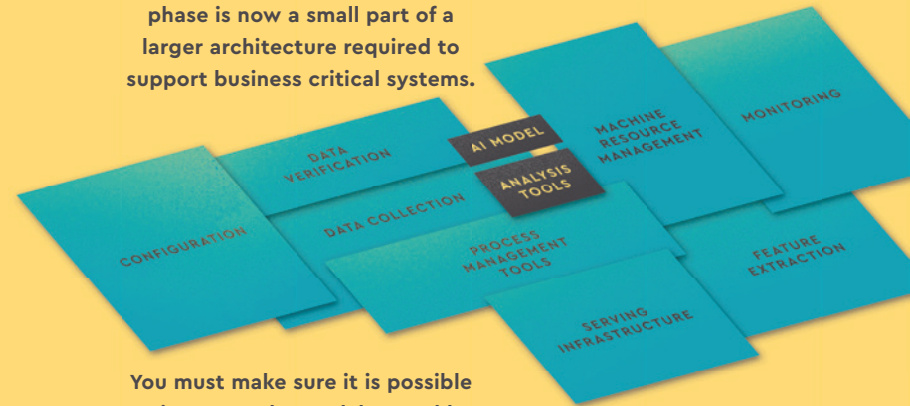 phase is now a small part of a
larger architecture required to
support business critical systems.
AI MODEL
MACHINE
RESOURCE
MANAGEMENT
MONITORING
DATA
VERIFICATION
ANALYSIS
TOOLS
CONFIGURATION
DATA COLLECTION
PROCESS
MANAGEMENT
TOOLS
FEATURE
EXTRACTION
SERVING
INFRASTRUCTURE
You must make sure it is possible